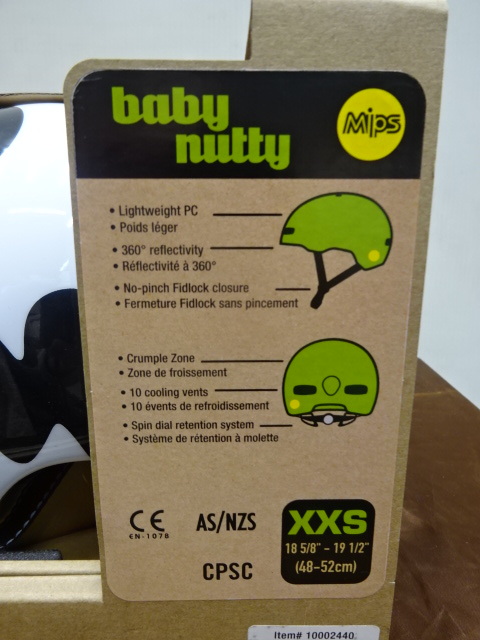 baby
nutty
Mips
• Lightweight PC
• Poids léger
• 360° reflectivity
• Réflectivité à 360°
• No-pinch Fidlock closure
• Fermeture Fidlock sans pincement
• Crumple Zone
• Zone de froissement
• 10 cooling vents
• 10 évents de refroidissement
• Spin dial retention system
• Système de rétention à molette
CE
EN-1078
AS/NZS
CPSC
XXS
18 5/8" - 19 1/2"
(48-52cm)
Item# 10002440